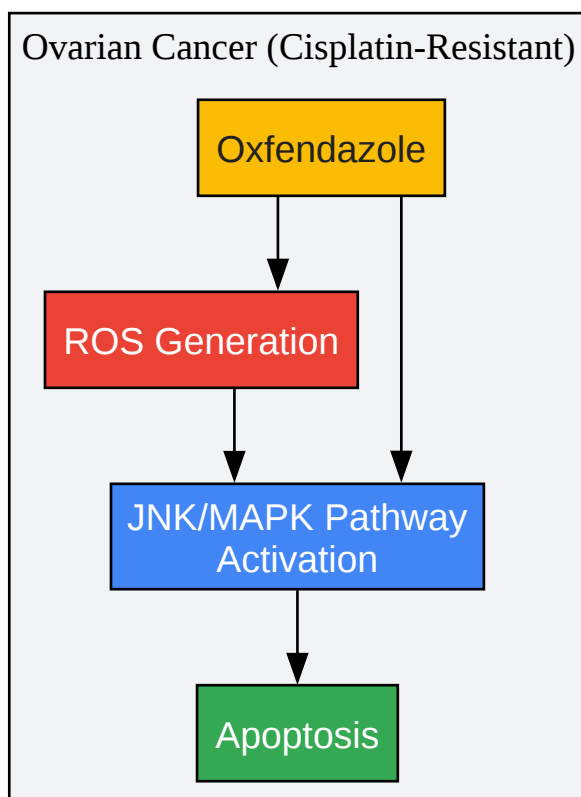 Ovarian Cancer (Cisplatin-Resistant)
Oxfendazole
ROS Generation
JNK/MAPK Pathway
Activation
Apoptosis